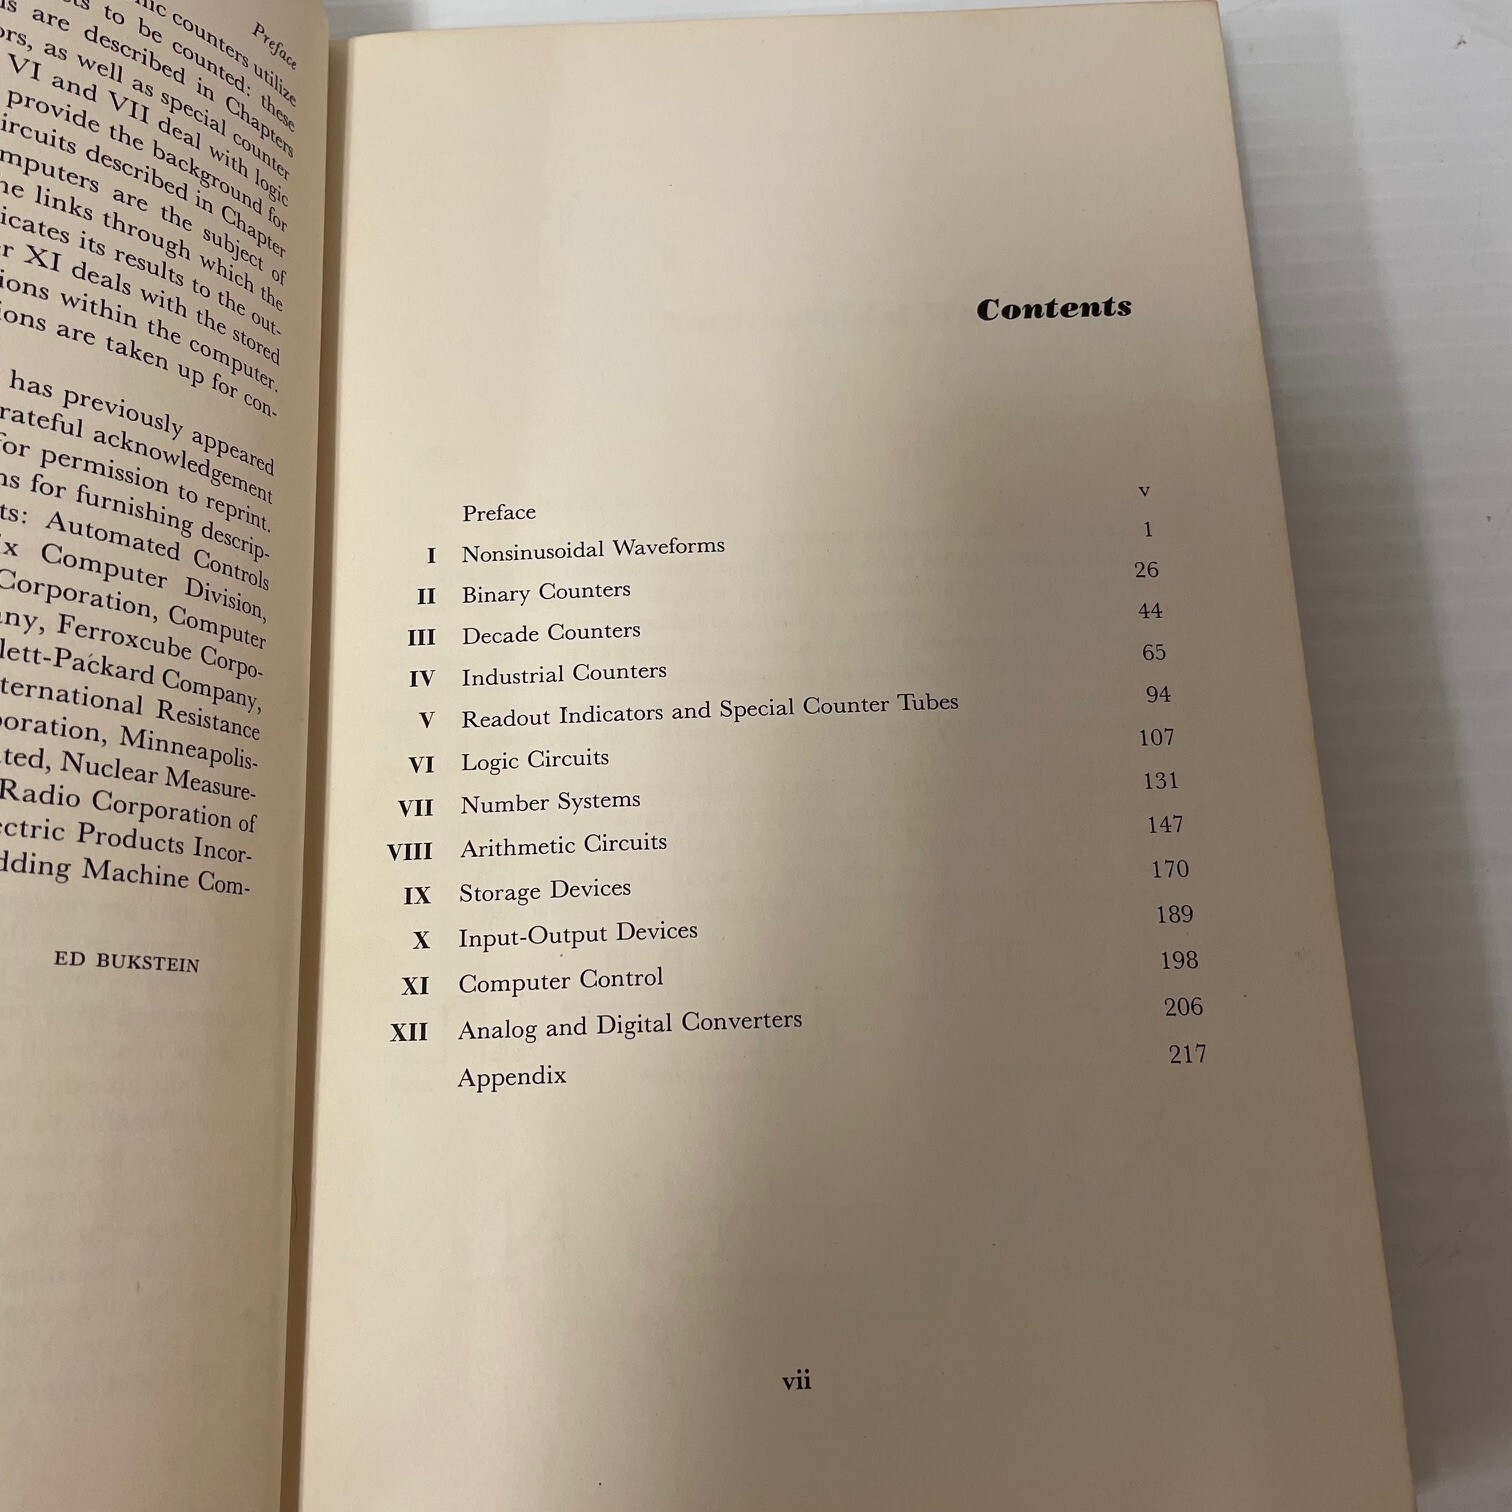 Preface
counters utilize
to be counted: these
are described in Chapters
as well as special counter
VI and VII deal with logic
provide the background for
described in Chapter
are the subject of
links through which the
its results to the out-
XI deals with the stored
within the computer.
are taken up for con-
has previously appeared
acknowledgement
for permission to reprint.
for furnishing descrip-
Automated Controls
Computer Division,
Corporation, Computer
Ferroxcube Corpo-
Company,
Resistance
Minneapolis-
Nuclear Measure-
Radio Corporation of
Products Incor-
Machine Com-
ED BUKSTEIN
Contents
Preface v
I Nonsinusoidal Waveforms 1
II Binary Counters 26
III Decade Counters 44
IV Industrial Counters 65
V Readout Indicators and Special Counter Tubes 94
VI Logic Circuits 107
VII Number Systems 131
VIII Arithmetic Circuits 147
IX Storage Devices 170
X Input-Output Devices 189
XI Computer Control 198
XII Analog and Digital Converters 206
Appendix 217
vii